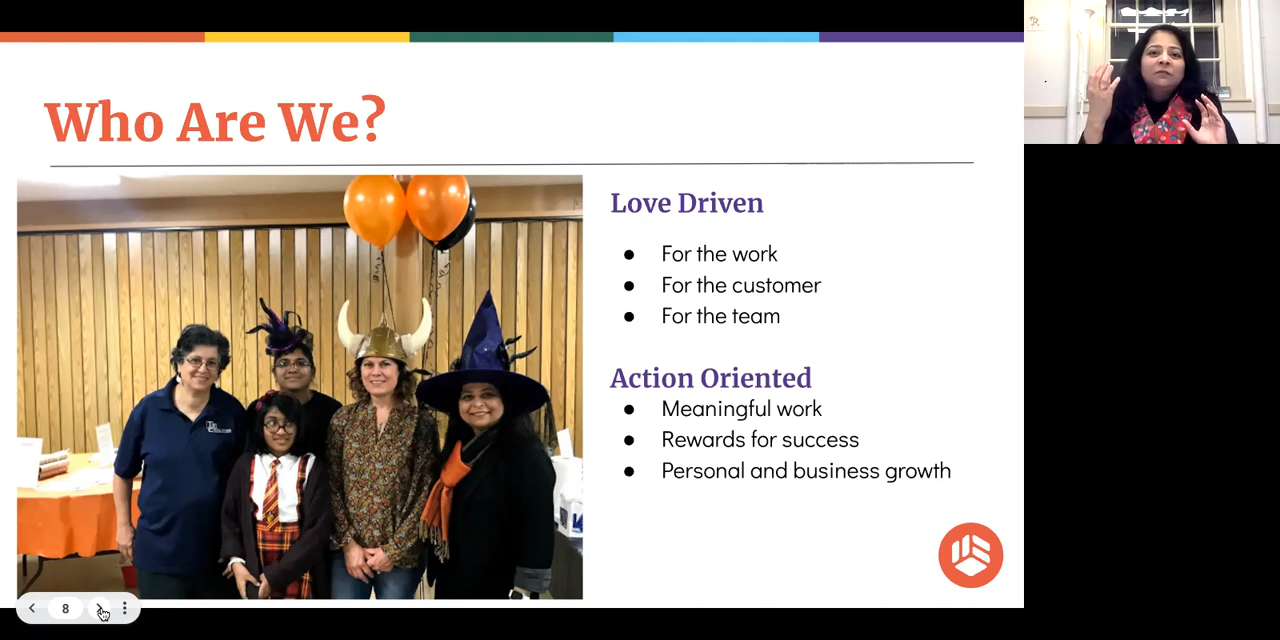 Who Are We?
Love Driven
● For the work
● For the customer
● For the team
Action Oriented
● Meaningful work
● Rewards for success
● Personal and business growth
8